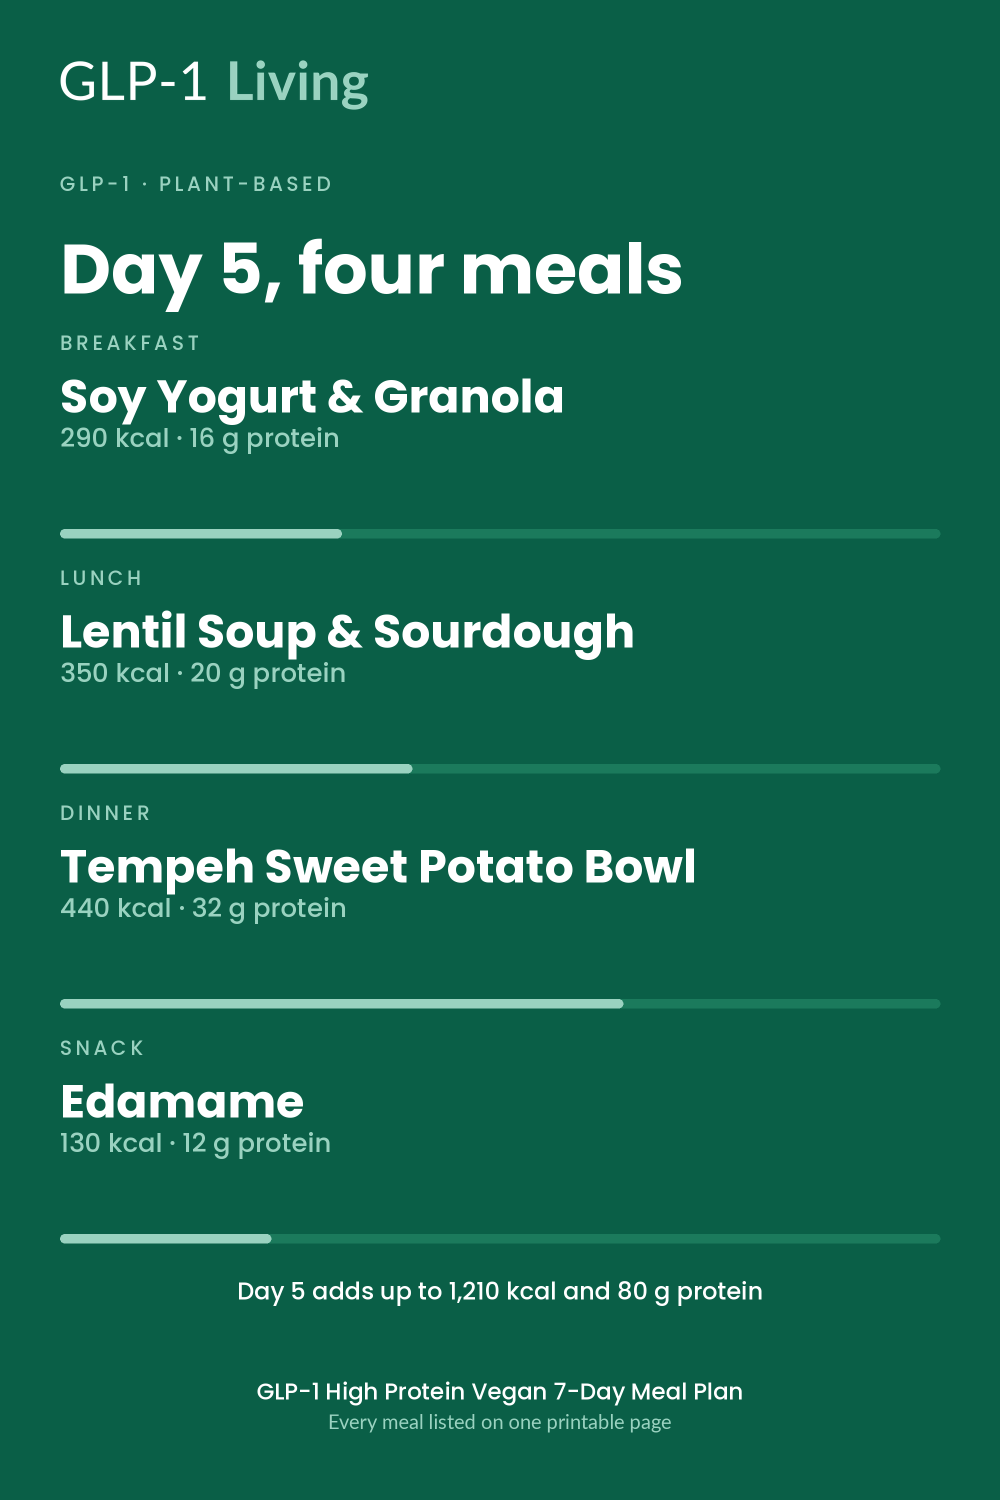 GLP-1 Living
GLP-1 · PLANT-BASED
Day 5, four meals
BREAKFAST
Soy Yogurt & Granola
290 kcal · 16 g protein
LUNCH
Lentil Soup & Sourdough
350 kcal · 20 g protein
DINNER
Tempeh Sweet Potato Bowl
440 kcal · 32 g protein
SNACK
Edamame
130 kcal · 12 g protein
Day 5 adds up to 1,210 kcal and 80 g protein
GLP-1 High Protein Vegan 7-Day Meal Plan
Every meal listed on one printable page